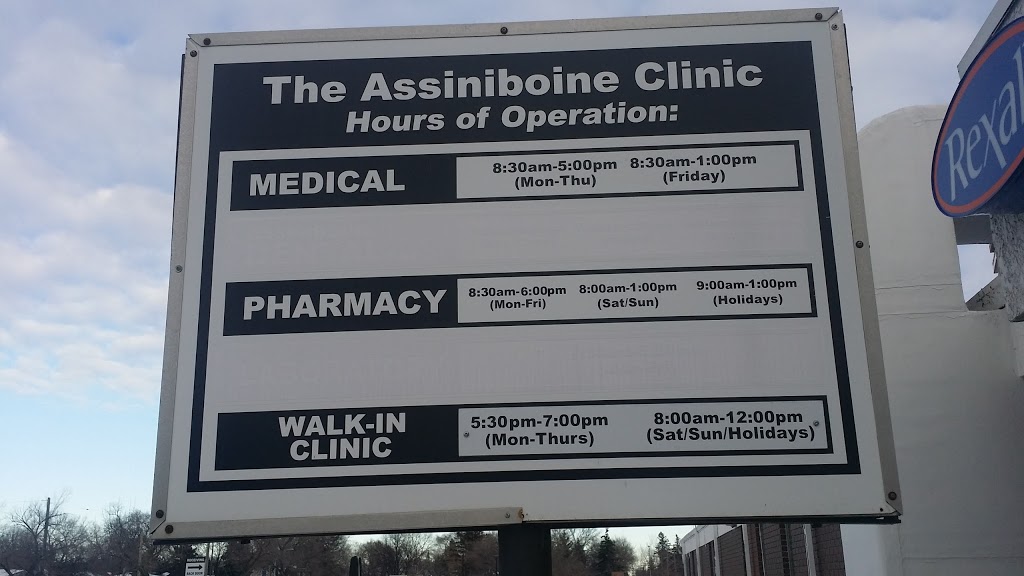 The Assiniboine Clinic
Hours of Operation:
MEDICAL
8:30am-5:00pm 8:30am-1:00pm
(Mon-Thu) (Friday)
PHARMACY
8:30am-6:00pm 8:00am-1:00pm 9:00am-1:00pm
(Mon-Fri) (Sat/Sun) (Holidays)
WALK-IN
CLINIC
5:30pm-7:00pm 8:00am-12:00pm
(Mon-Thurs) (Sat/Sun/Holidays)
Rexal